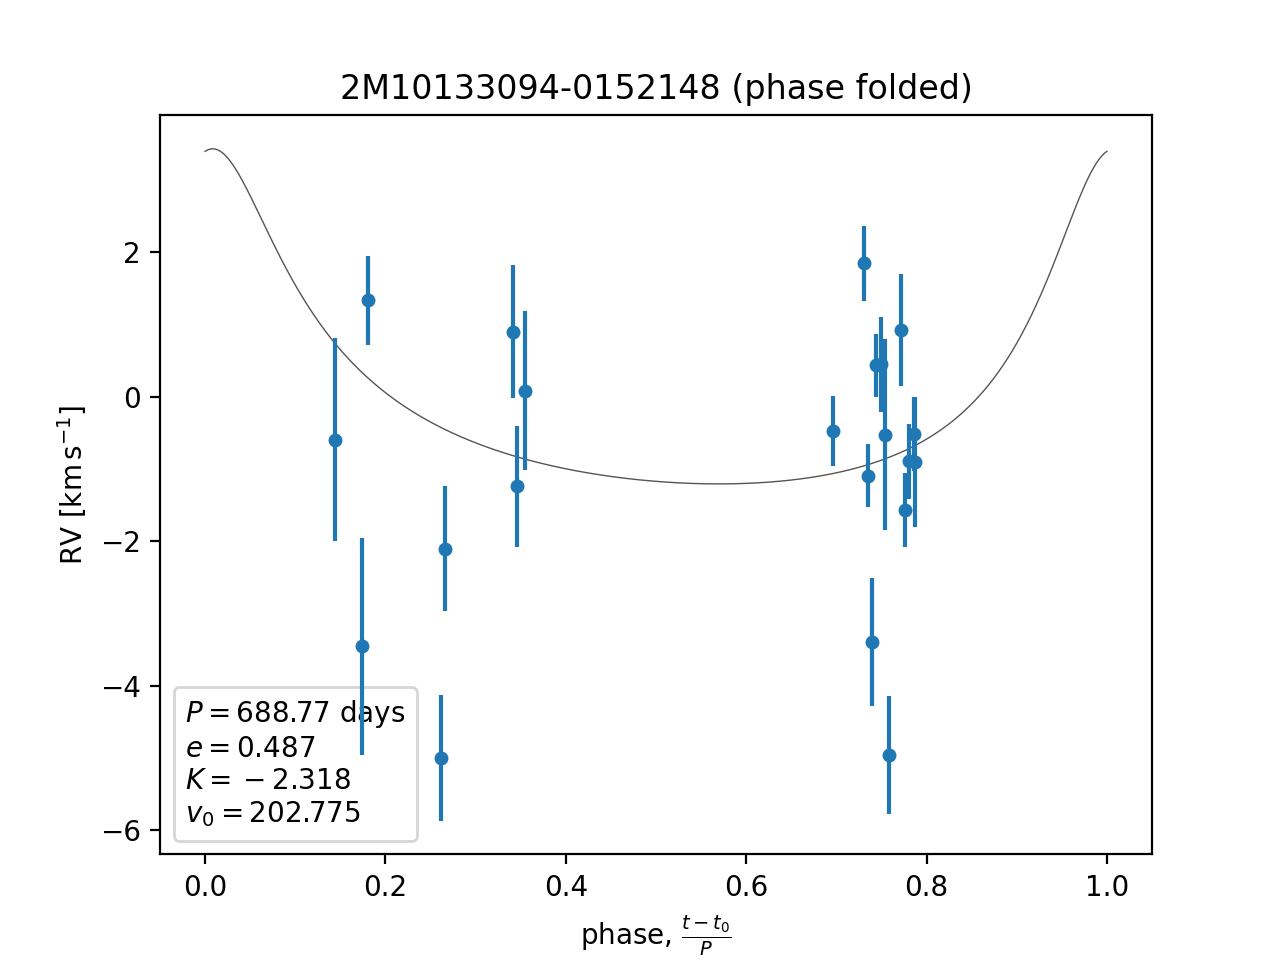 2M10133094-0152148 (phase folded)
RV [km s⁻¹]
2
0
−2
−4
−6
P = 688.77 days
e = 0.487
K = −2.318
v₀ = 202.775
0.0 0.2 0.4 0.6 0.8 1.0
phase, (t − t₀)/P